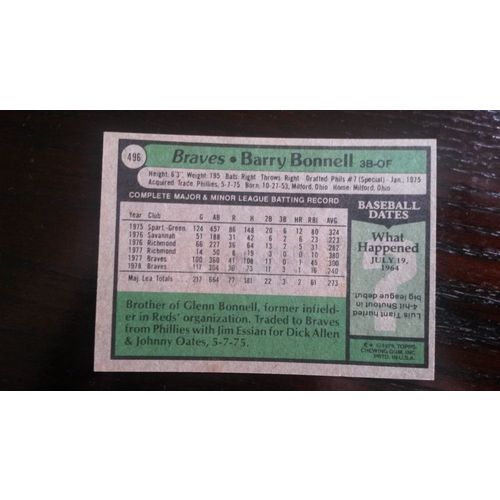 496
Braves • Barry Bonnell 3B-OF
Height: 6'3" Weight: 195 Bats: Right Throws: Right Drafted: Phils #7 (Special) - Jan., 1975
Acquired: Trade, Phillies, 5-7-75 Born: 10-27-53, Milford, Ohio Home: Milford, Ohio
COMPLETE MAJOR & MINOR LEAGUE BATTING RECORD
Year Club G AB R H 2B 3B HR RBI AVG
1975 Spart.-Green. 124 457 86 148 20 6 12 80 .324
1976 Savannah 51 188 31 42 6 2 6 23 .223
1976 Richmond 66 227 36 64 13 2 3 31
1977 Richmond 14 50 8 19 10 .380
1977 Braves 100 360 41 108 11 0 1 45 .300
1978 Braves 117 304 36 73 11 3 1 16 .240
Maj. Lea. Totals 217 664 77 181 22 3 2 61 .273
Brother of Glenn Bonnell, former infield-
er in Reds' organization. Traded to Braves
from Phillies with Jim Essian for Dick Allen
& Johnny Oates, 5-7-75.
BASEBALL
DATES
What
Happened
JULY 19,
1964
?
Luis Tiant hurled
4-hit Shutout in
big league debut.
© 1979 TOPPS
CHEWING GUM, INC.
PRTD. IN U.S.A.